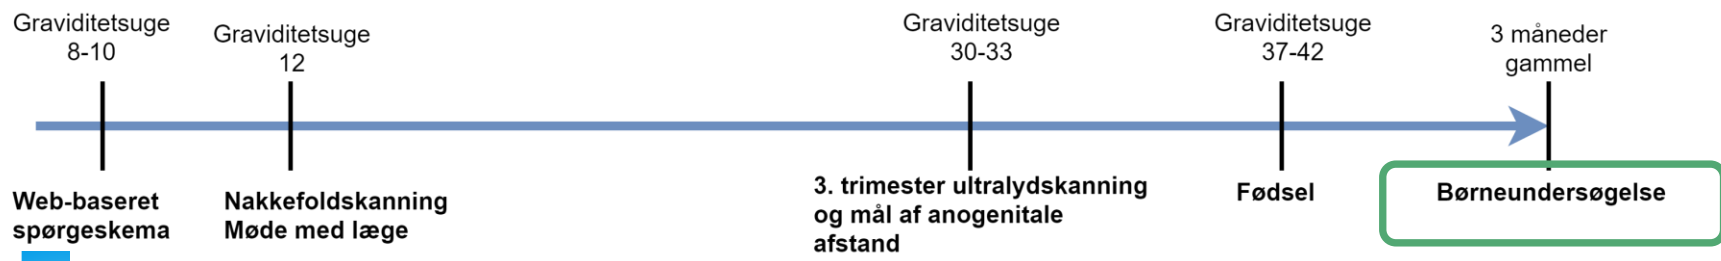 Graviditetsuge
8-10
Graviditetsuge
12
Graviditetsuge
30-33
Graviditetsuge
37-42
3 måneder
gammel
Web-baseret
spørgeskema
Nakkefoldskanning
Møde med læge
3. trimester ultralydskanning
og mål af anogenitale
afstand
Fødsel
Børneundersøgelse